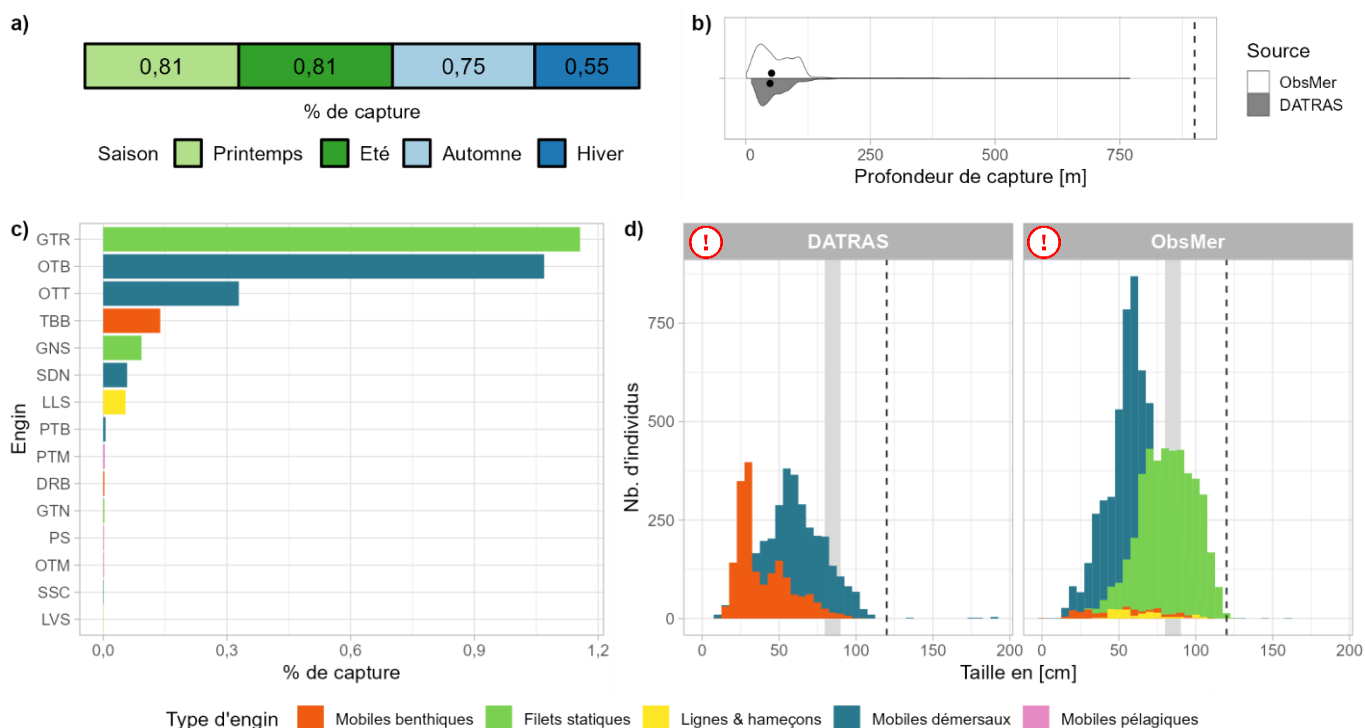 a)
0,81 0,81 0,75 0,55
% de capture
Saison Printemps Eté Automne Hiver
b)
0 250 500 750
Profondeur de capture [m]
Source
ObsMer
DATRAS
c)
Engin
GTR
OTB
OTT
TBB
GNS
SDN
LLS
PTB
PTM
DRB
GTN
PS
OTM
SSC
LVS
0,0 0,3 0,6 0,9 1,2
% de capture
d)
! DATRAS ! ObsMer
Nb. d'individus
750
500
250
0
0 50 100 150 200 0 50 100 150 200
Taille en [cm]
Type d'engin Mobiles benthiques Filets statiques Lignes & hameçons Mobiles démersaux Mobiles pélagiques